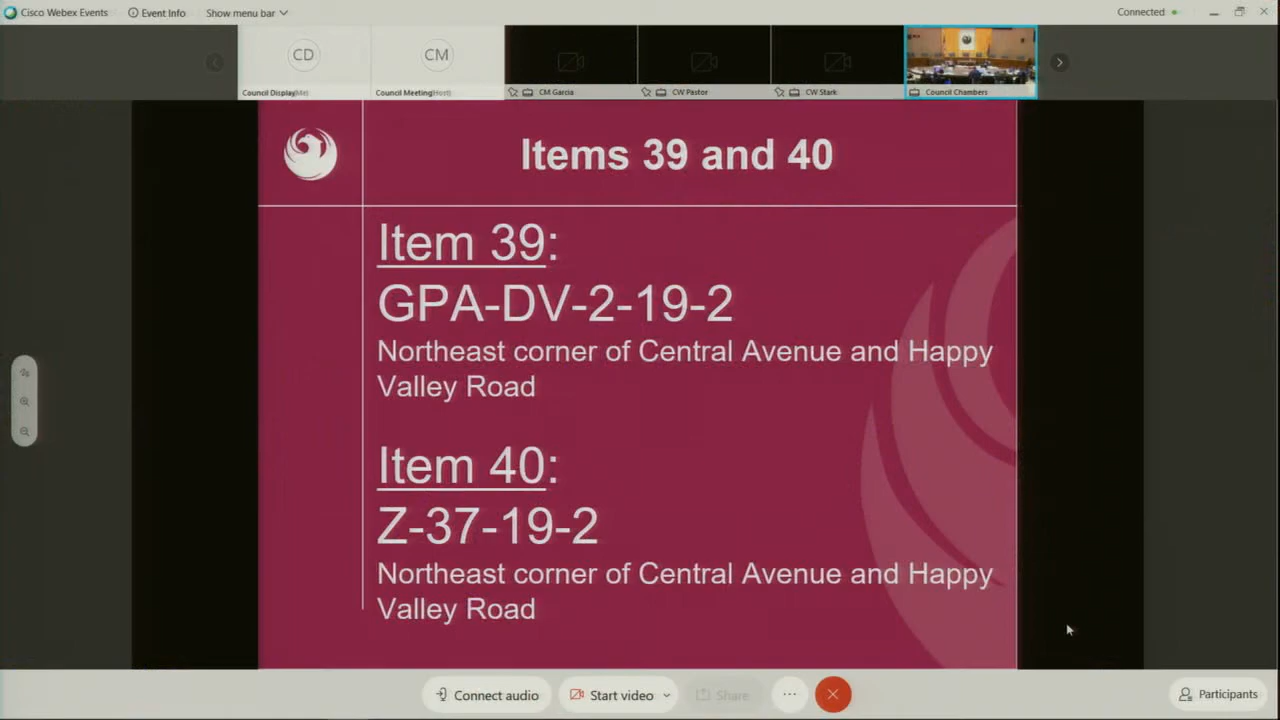 Cisco Webex Events
Event Info
Show menu bar
Connected
CD
CM
Council Display(Me)
Council Meeting(Host)
CM Garcia
CW Pastor
CW Stark
Council Chambers
Items 39 and 40
Item 39:
GPA-DV-2-19-2
Northeast corner of Central Avenue and Happy
Valley Road
Item 40:
Z-37-19-2
Northeast corner of Central Avenue and Happy
Valley Road
Connect audio
Start video
Share
Participants